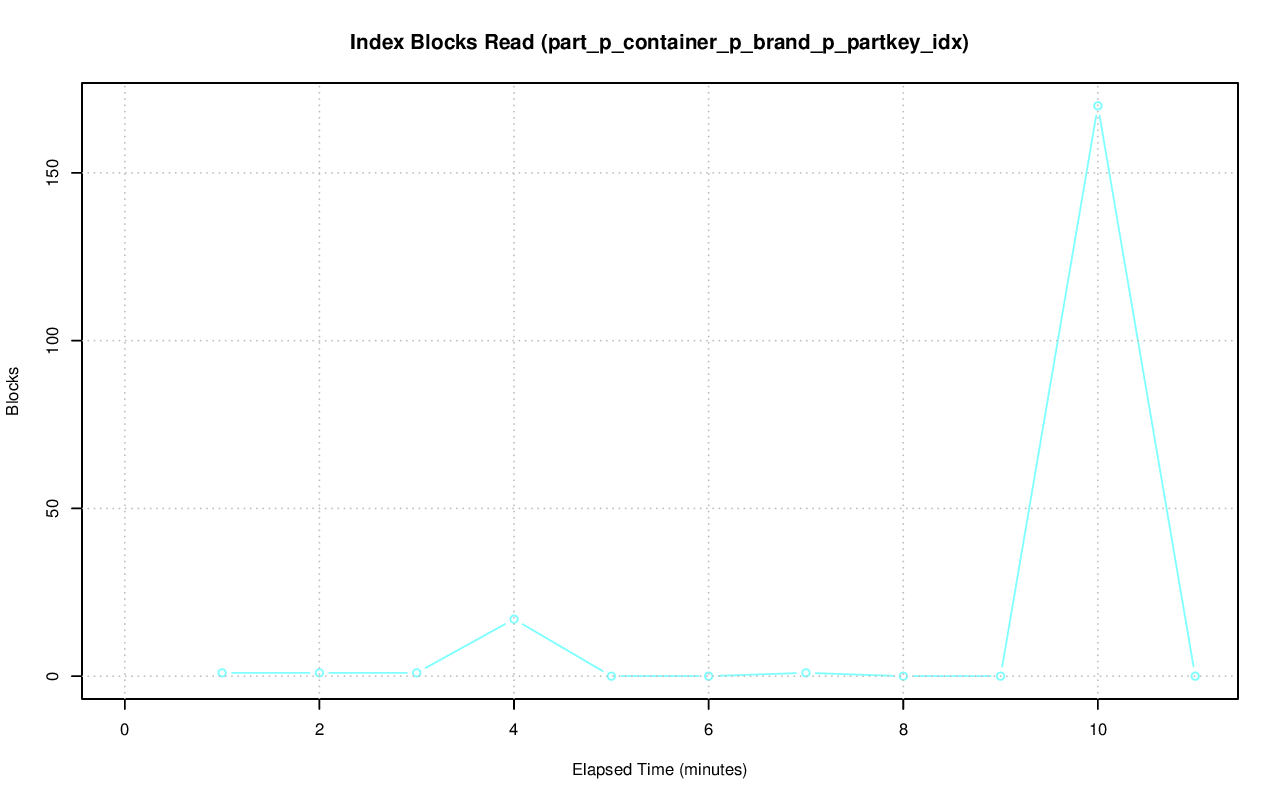 Index Blocks Read (part_p_container_p_brand_p_partkey_idx)
150
100
50
0
Blocks
0 2 4 6 8 10
Elapsed Time (minutes)